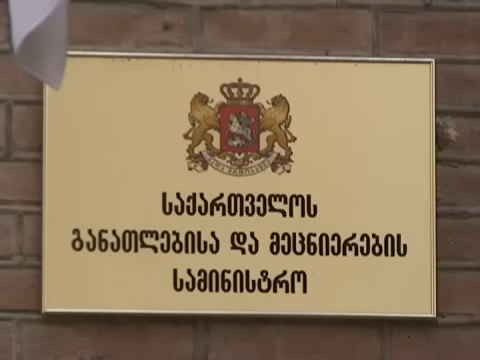 საქართველოს
განათლებისა და მეცნიერების
სამინისტრო